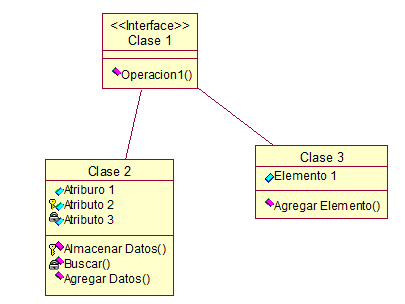 <<Interface>>
Clase 1
Operacion1()
Clase 2
Atriburo 1
Atributo 2
Atributo 3
Almacenar Datos()
Buscar()
Agregar Datos()
Clase 3
Elemento 1
Agregar Elemento()